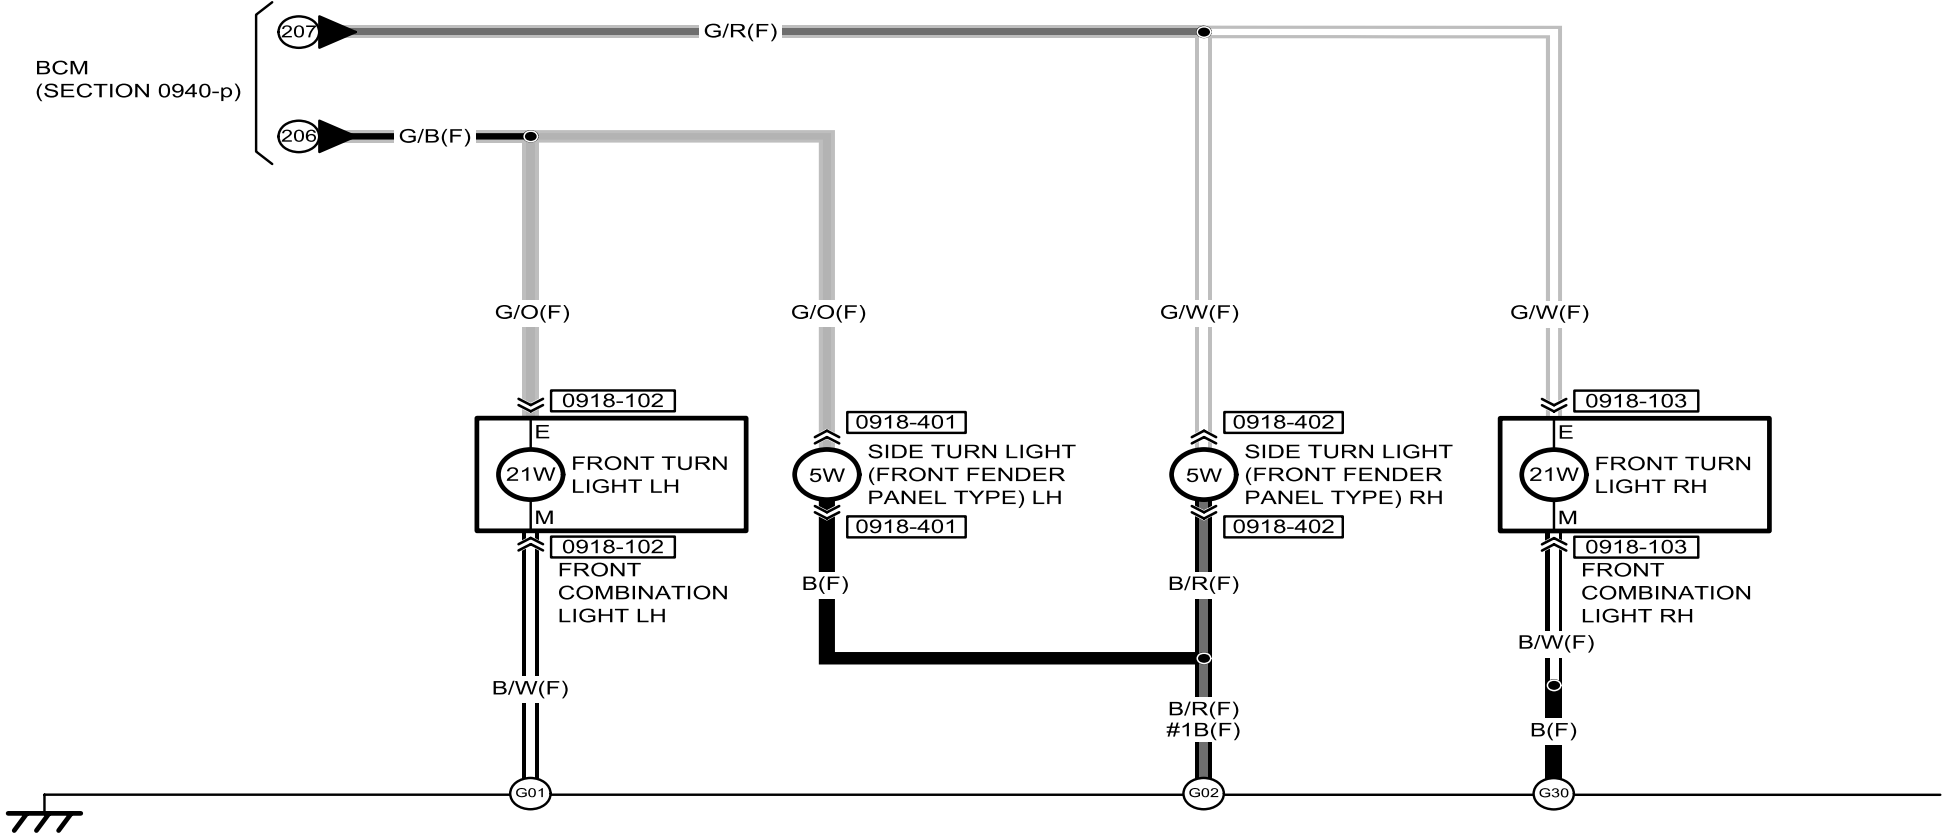 207
G/R(F)
BCM
(SECTION 0940-p)
206
G/B(F)
G/O(F)
G/O(F)
G/W(F)
G/W(F)
0918-102
0918-401
0918-402
0918-103
E
21W
FRONT TURN
LIGHT LH
M
5W
SIDE TURN LIGHT
(FRONT FENDER
PANEL TYPE) LH
5W
SIDE TURN LIGHT
(FRONT FENDER
PANEL TYPE) RH
E
21W
FRONT TURN
LIGHT RH
M
0918-102
FRONT
COMBINATION
LIGHT LH
0918-401
0918-402
0918-103
FRONT
COMBINATION
LIGHT RH
B(F)
B/R(F)
B/W(F)
B/W(F)
B/R(F)
#1B(F)
B(F)
G01
G02
G30